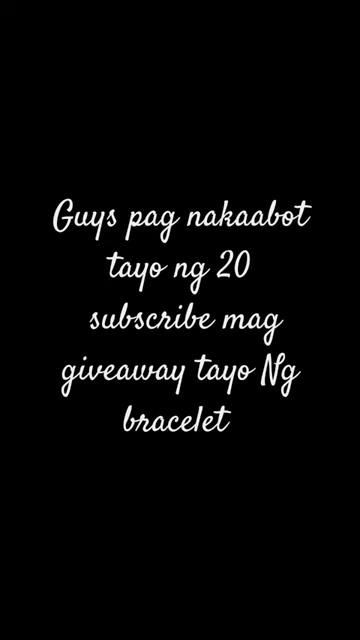 Guys pag nakaabot
tayo ng 20
subscribe mag
giveaway tayo Ng
bracelet